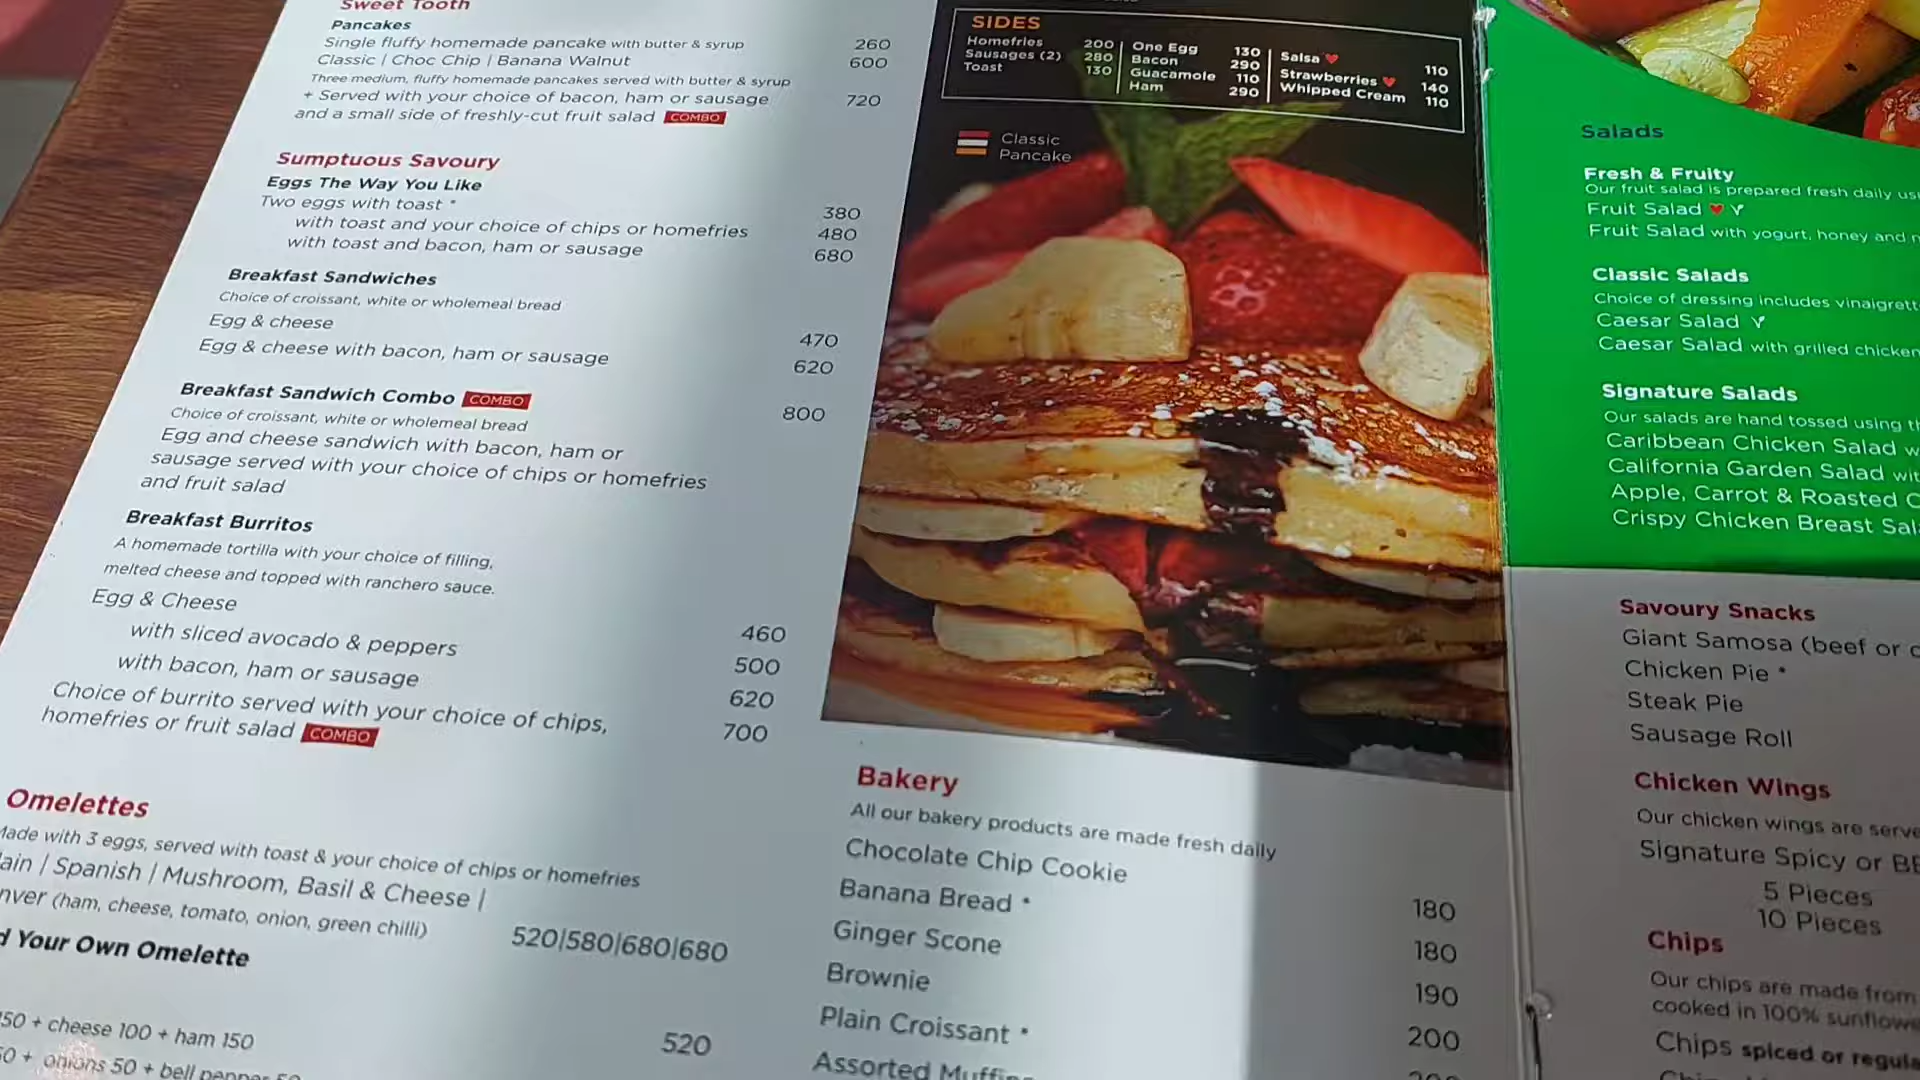 Sweet Tooth
Pancakes
Single fluffy homemade pancake with butter & syrup 260
Classic | Choc Chip | Banana Walnut 600
Three medium, fluffy homemade pancakes served with butter & syrup
+ Served with your choice of bacon, ham or sausage 720
and a small side of freshly-cut fruit salad COMBO
Sumptuous Savoury
Eggs The Way You Like
Two eggs with toast * 380
with toast and your choice of chips or homefries 480
with toast and bacon, ham or sausage 680
Breakfast Sandwiches
Choice of croissant, white or wholemeal bread
Egg & cheese 470
Egg & cheese with bacon, ham or sausage 620
Breakfast Sandwich Combo COMBO 800
Choice of croissant, white or wholemeal bread
Egg and cheese sandwich with bacon, ham or
sausage served with your choice of chips or homefries
and fruit salad
Breakfast Burritos
A homemade tortilla with your choice of filling,
melted cheese and topped with ranchero sauce.
Egg & Cheese 460
with sliced avocado & peppers 500
with bacon, ham or sausage 620
Choice of burrito served with your choice of chips, 700
homefries or fruit salad COMBO
Omelettes
Made with 3 eggs, served with toast & your choice of chips or homefries
ain | Spanish | Mushroom, Basil & Cheese |
nver (ham, cheese, tomato, onion, green chilli) 520|580|680|680
d Your Own Omelette
520
50 + cheese 100 + ham 150
50 + onions 50 + bell pepper 50
SIDES
Homefries 200
Sausages (2) 280
Toast 130
One Egg 130
Bacon 290
Guacamole 110
Ham 290
Salsa ♥ 110
Strawberries ♥ 140
Whipped Cream 110
Classic
Pancake
Bakery
All our bakery products are made fresh daily
Chocolate Chip Cookie 180
Banana Bread * 180
Ginger Scone 190
Brownie 200
Plain Croissant *
Assorted Muffins
Salads
Fresh & Fruity
Our fruit salad is prepared fresh daily usi
Fruit Salad ♥ V
Fruit Salad with yogurt, honey and n
Classic Salads
Choice of dressing includes vinaigrett
Caesar Salad V
Caesar Salad with grilled chicken
Signature Salads
Our salads are hand tossed using th
Caribbean Chicken Salad w
California Garden Salad wit
Apple, Carrot & Roasted C
Crispy Chicken Breast Sala
Savoury Snacks
Giant Samosa (beef or c
Chicken Pie *
Steak Pie
Sausage Roll
Chicken Wings
Our chicken wings are serve
Signature Spicy or BB
5 Pieces
10 Pieces
Chips
Our chips are made from
cooked in 100% sunflowe
Chips spiced or regula